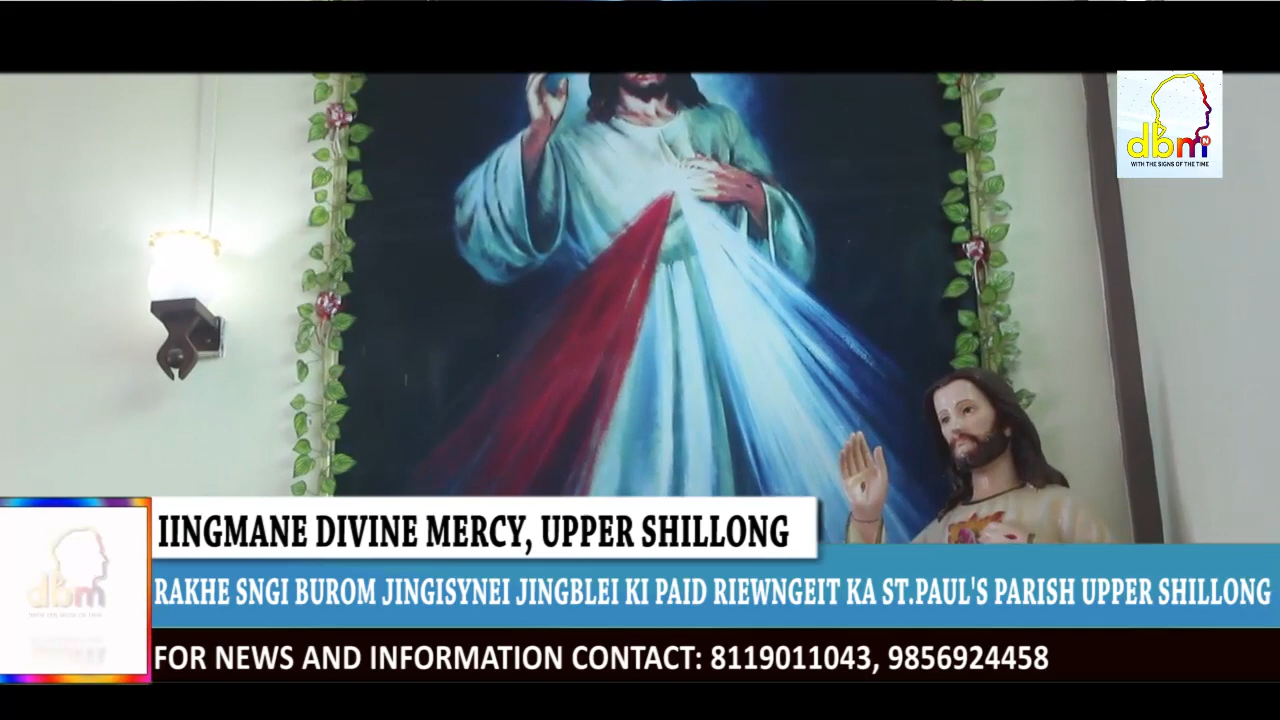 dbm
WITH THE SIGNS OF THE TIME
IINGMANE DIVINE MERCY, UPPER SHILLONG
RAKHE SNGI BUROM JINGISYNEI JINGBLEI KI PAID RIEWNGEIT KA ST.PAUL'S PARISH UPPER SHILLONG
dbm
FOR NEWS AND INFORMATION CONTACT: 8119011043, 9856924458